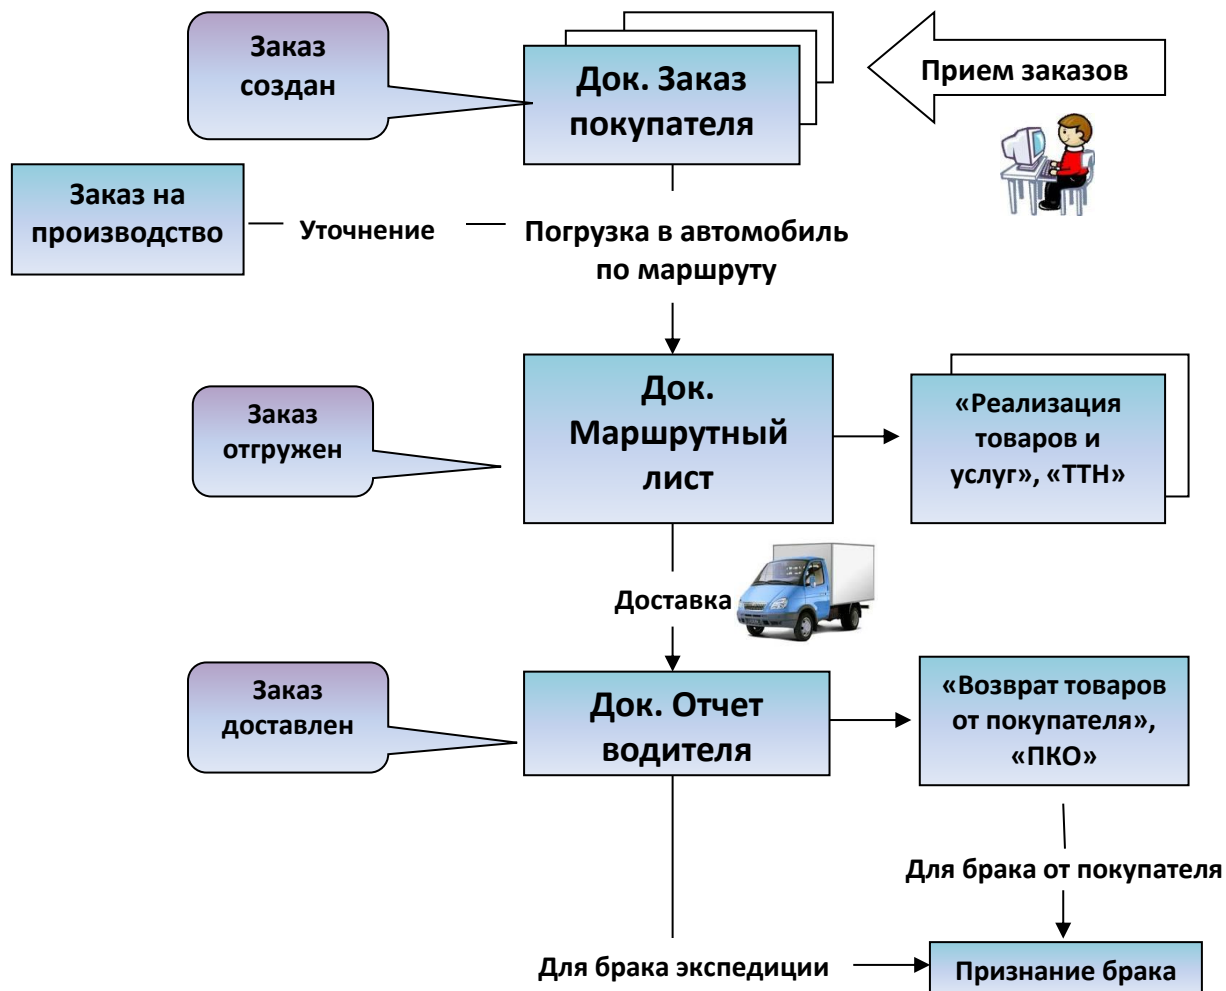 Заказ
создан
Док. Заказ
покупателя
Прием заказов
Заказ на
производство
Уточнение
Погрузка в автомобиль
по маршруту
Заказ
отгружен
Док.
Маршрутный
лист
«Реализация
товаров и
услуг», «ТТН»
Доставка
Заказ
доставлен
Док. Отчет
водителя
«Возврат товаров
от покупателя»,
«ПКО»
Для брака от покупателя
Для брака экспедиции
Признание брака